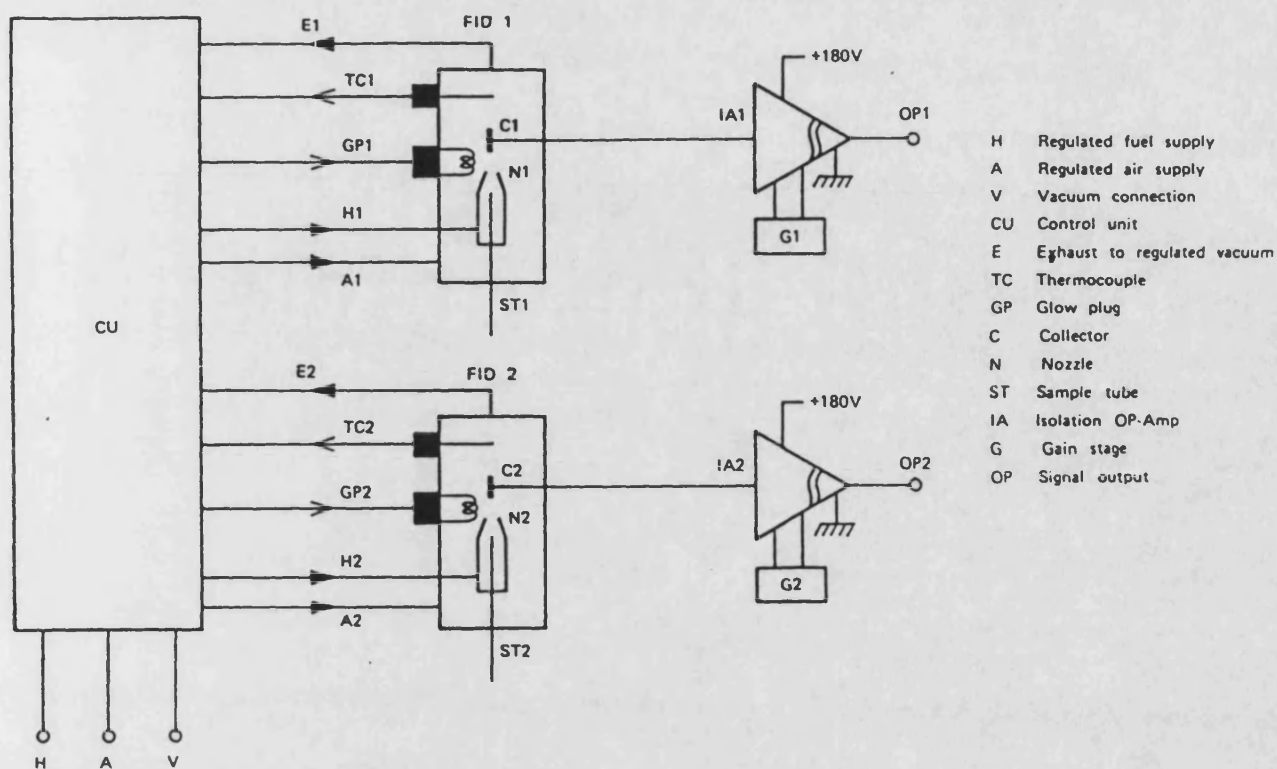 E1
FID 1
TC1
GP1
H1
A1
C1
N1
ST1
+180V
IA1
OP1
G1
CU
E2
FID 2
TC2
GP2
H2
A2
C2
N2
ST2
+180V
IA2
OP2
G2
H
A
V
H Regulated fuel supply
A Regulated air supply
V Vacuum connection
CU Control unit
E Exhaust to regulated vacuum
TC Thermocouple
GP Glow plug
C Collector
N Nozzle
ST Sample tube
IA Isolation OP-Amp
G Gain stage
OP Signal output